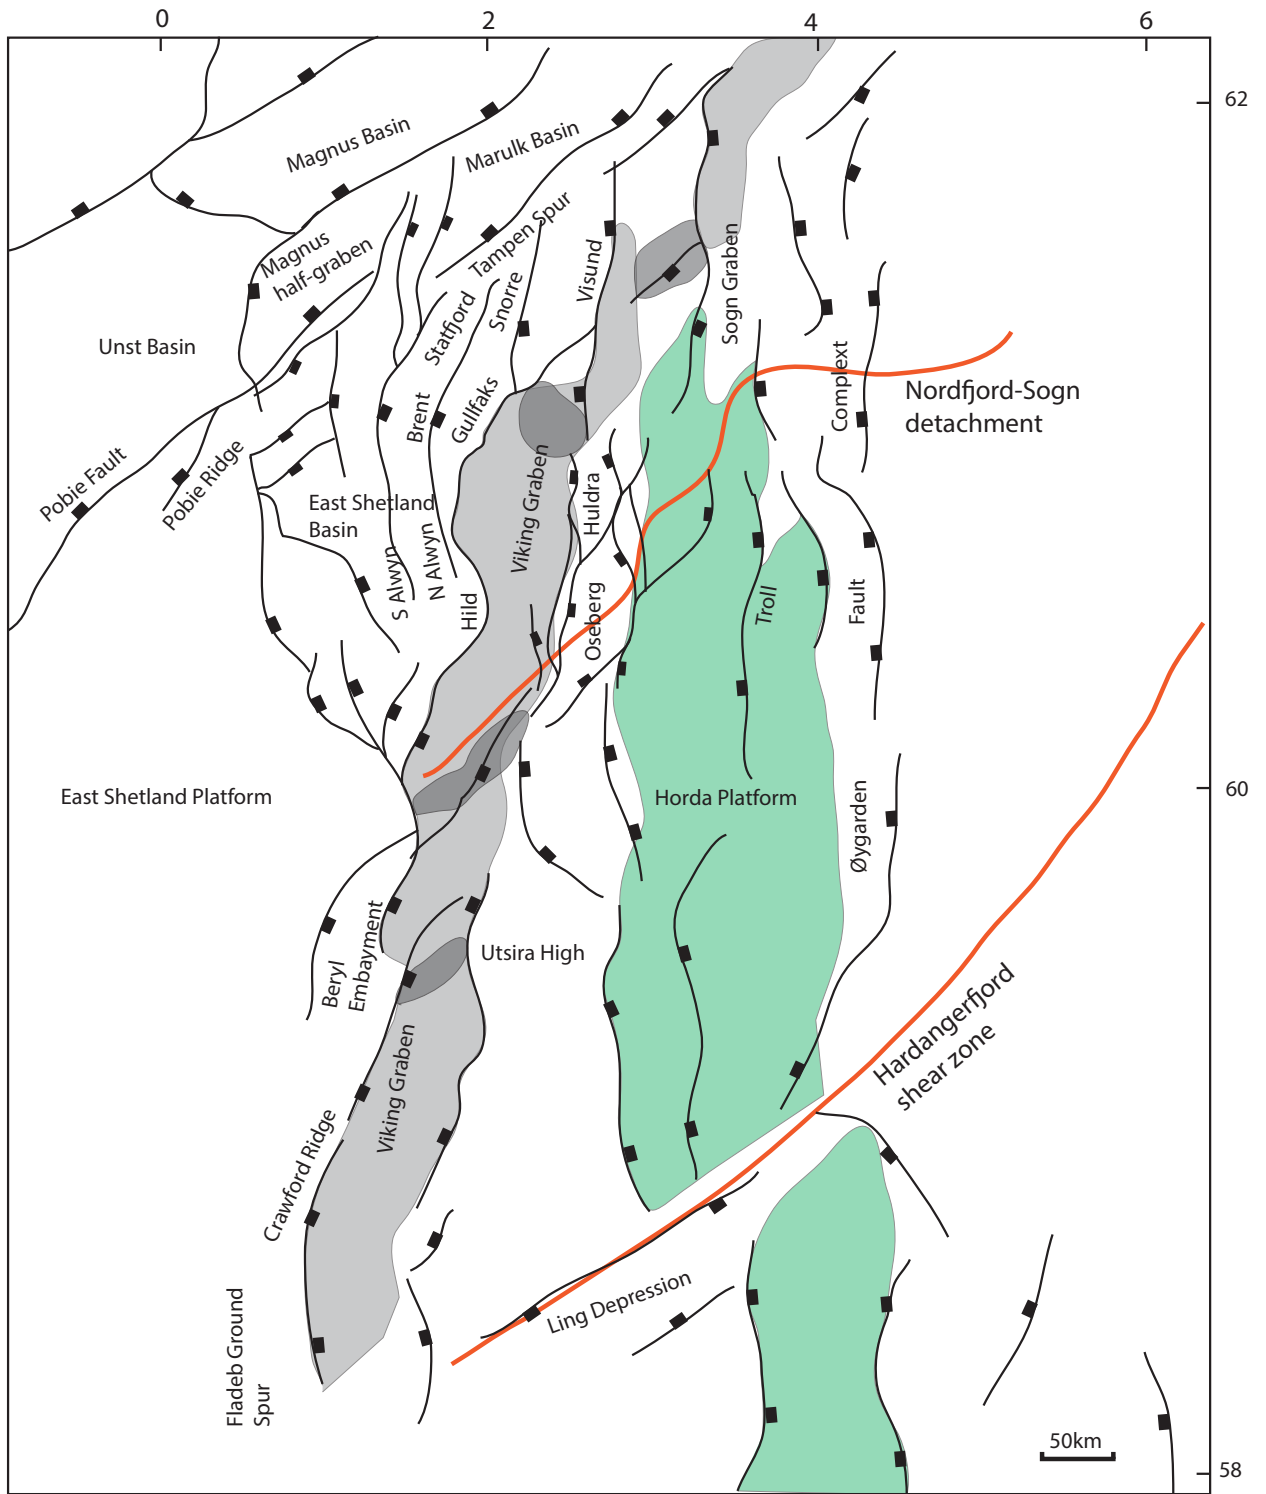 0
2
4
6
62
60
58
Magnus Basin
Marulk Basin
Tampen Spur
Magnus
half-graben
Unst Basin
Statfjord
Snorre
Visund
Sogn Graben
Complext
Nordfjord-Sogn
detachment
Brent
Gullfaks
Pobie Fault
Pobie Ridge
East Shetland
Basin
Viking Graben
Huldra
S Alwyn
N Alwyn
Hild
Oseberg
Troll
Fault
East Shetland Platform
Horda Platform
Øygarden
Beryl
Embayment
Utsira High
Hardangerfjord
shear zone
Viking Graben
Crawford Ridge
Ling Depression
Fladeb Ground
Spur
50km